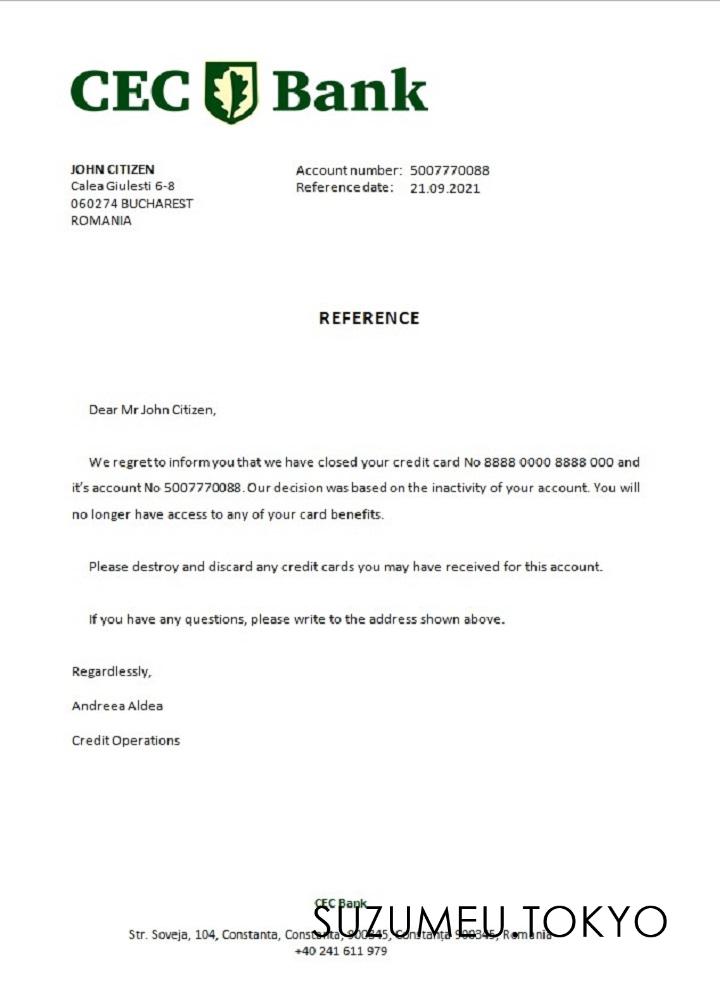 CEC Bank
JOHN CITIZEN
Calea Giulesti 6-8
060274 BUCHAREST
ROMANIA
Account number: 5007770088
Reference date: 21.09.2021
REFERENCE
Dear Mr John Citizen,
We regret to inform you that we have closed your credit card No 8888 0000 8888 000 and
it's account No 5007770088. Our decision was based on the inactivity of your account. You will
no longer have access to any of your card benefits.
Please destroy and discard any credit cards you may have received for this account.
If you have any questions, please write to the address shown above.
Regardlessly,
Andreea Aldea
Credit Operations
CEC Bank
SUZUMEU TOKYO
Str. Soveja, 104, Constanta, Constanta, 900345, Constanța 900345, Romania
+40 241 611 979